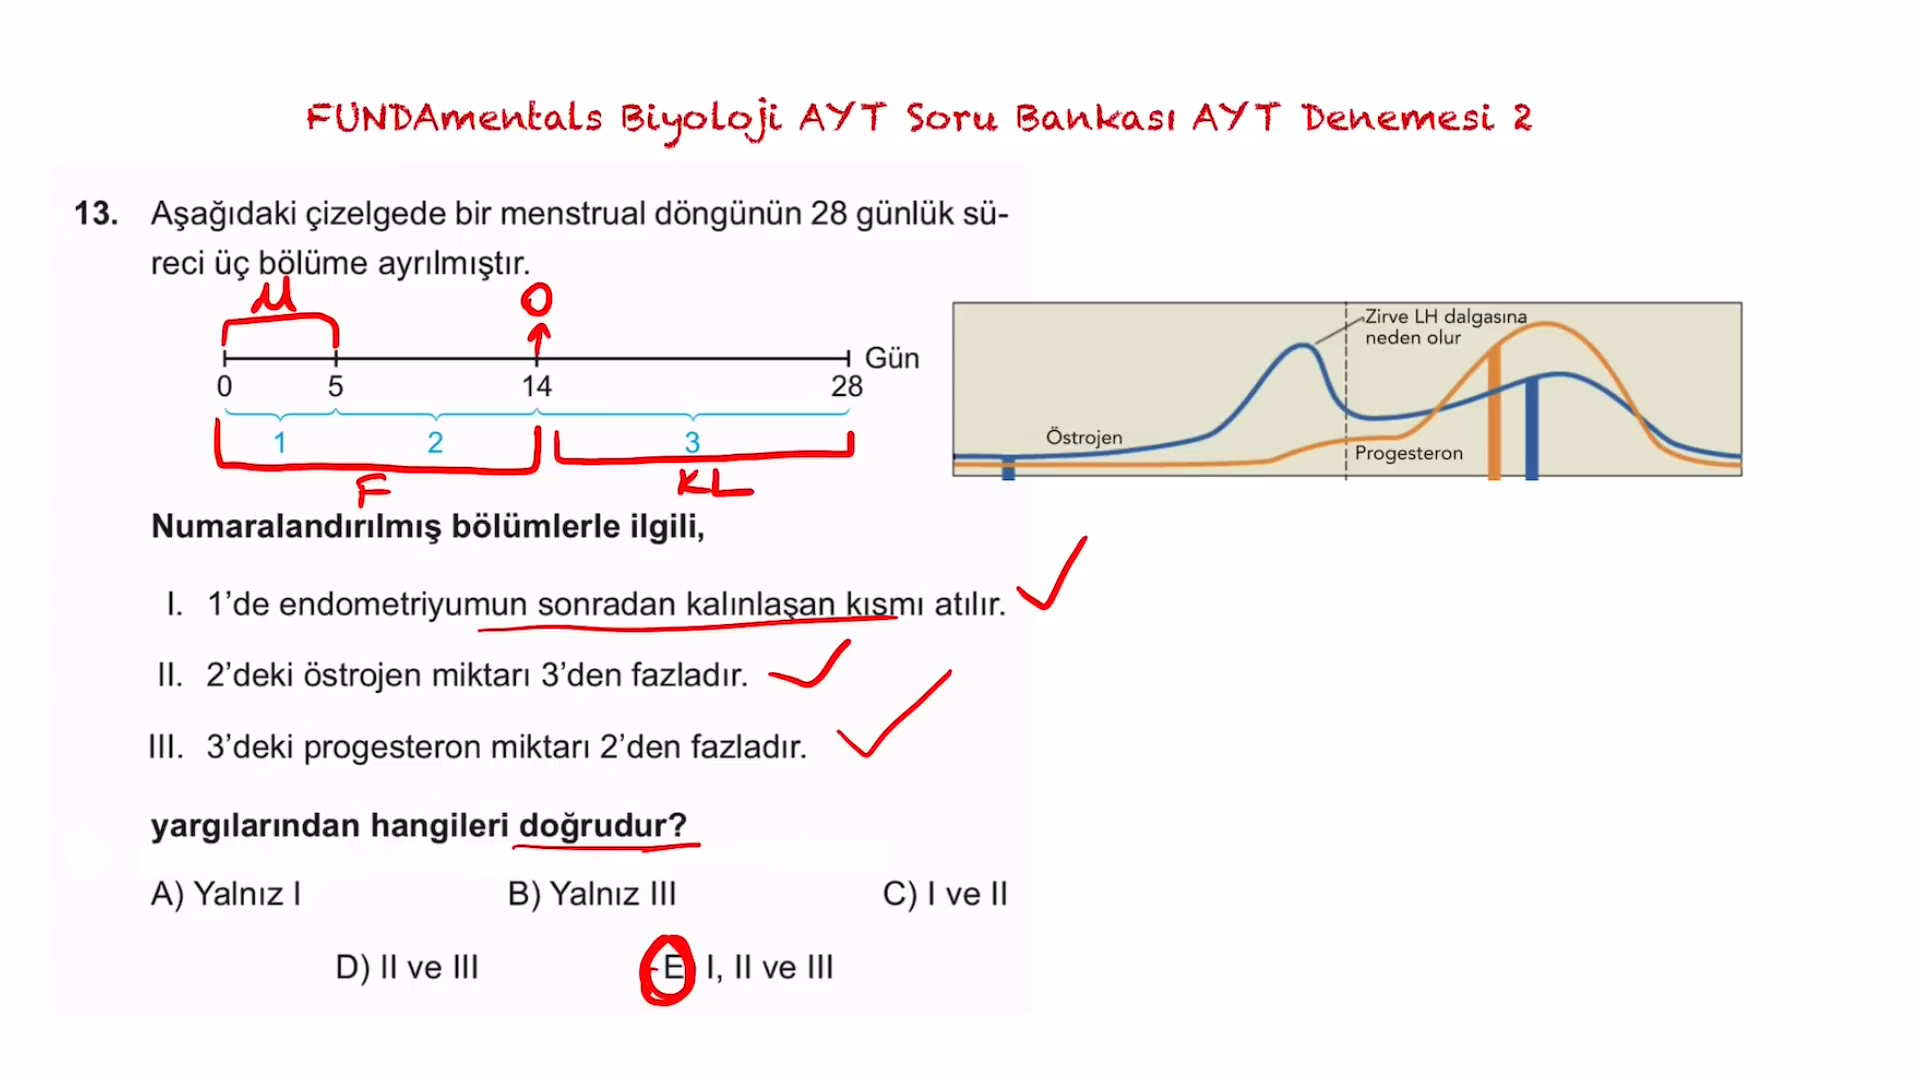 FUNDAmentals Biyoloji AYT Soru Bankası AYT Denemesi 2
13. Aşağıdaki çizelgede bir menstrual döngünün 28 günlük sü-
reci üç bölüme ayrılmıştır.
M O
Gün
0 5 14 28
1 2 3
F KL
Zirve LH dalgasına
neden olur
Östrojen
Progesteron
Numaralandırılmış bölümlerle ilgili,
I. 1’de endometriyumun sonradan kalınlaşan kısmı atılır.
II. 2’deki östrojen miktarı 3’den fazladır.
III. 3’deki progesteron miktarı 2’den fazladır.
yargılarından hangileri doğrudur?
A) Yalnız I B) Yalnız III C) I ve II
D) II ve III E) I, II ve III